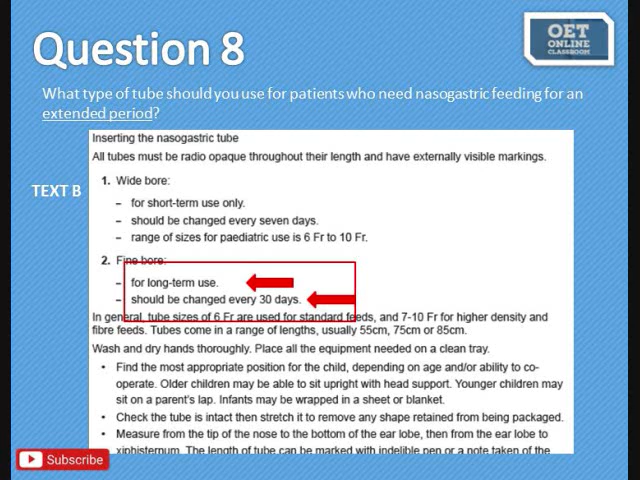 Question 8
OET
ONLINE
CLASSROOM
What type of tube should you use for patients who need nasogastric feeding for an
extended period?
Inserting the nasogastric tube
All tubes must be radio opaque throughout their length and have externally visible markings.
1. Wide bore:
TEXT B
– for short-term use only.
– should be changed every seven days.
– range of sizes for paediatric use is 6 Fr to 10 Fr.
2. Fine bore:
– for long-term use.
– should be changed every 30 days.
In general, tube sizes of 6 Fr are used for standard feeds, and 7-10 Fr for higher density and
fibre feeds. Tubes come in a range of lengths, usually 55cm, 75cm or 85cm.
Wash and dry hands thoroughly. Place all the equipment needed on a clean tray.
• Find the most appropriate position for the child, depending on age and/or ability to co-
operate. Older children may be able to sit upright with head support. Younger children may
sit on a parent's lap. Infants may be wrapped in a sheet or blanket.
• Check the tube is intact then stretch it to remove any shape retained from being packaged.
• Measure from the tip of the nose to the bottom of the ear lobe, then from the ear lobe to
xiphisternum. The length of tube can be marked with indelible pen or a note taken of the
Subscribe